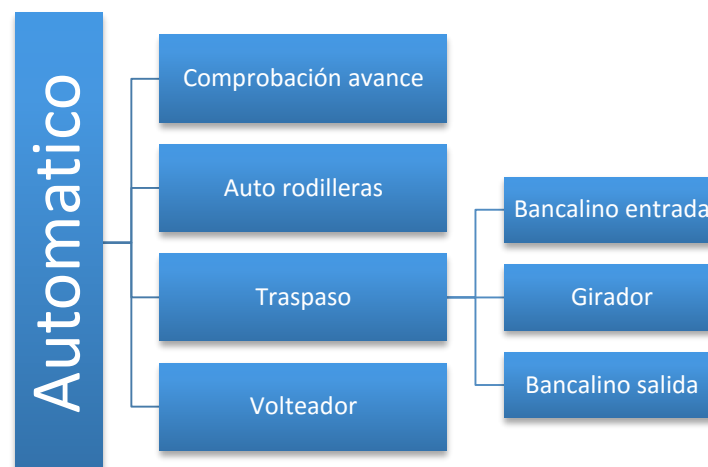 Automatico
Comprobación avance
Auto rodilleras
Traspaso
Volteador
Bancalino entrada
Girador
Bancalino salida